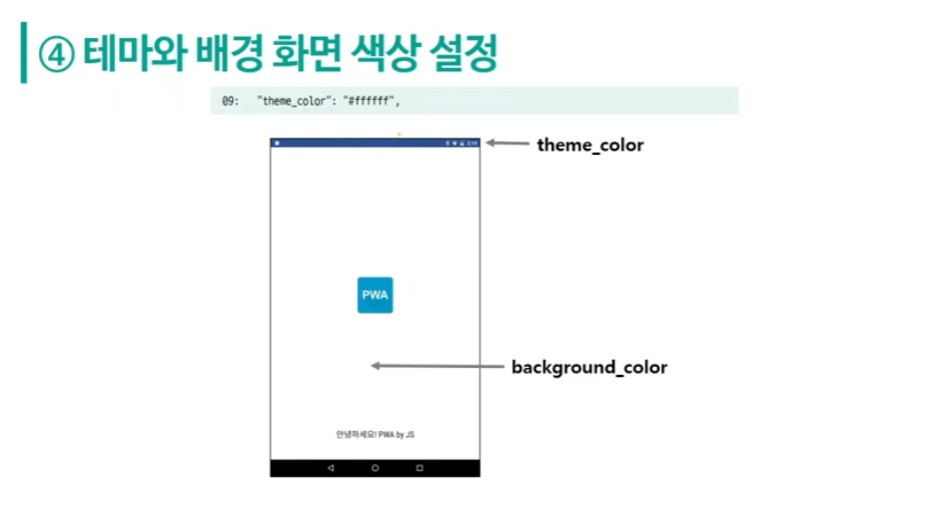 ④ 테마와 배경 화면 색상 설정
09: "theme_color": "#ffffff",
theme_color
PWA
background_color
안녕하세요! PWA by JS